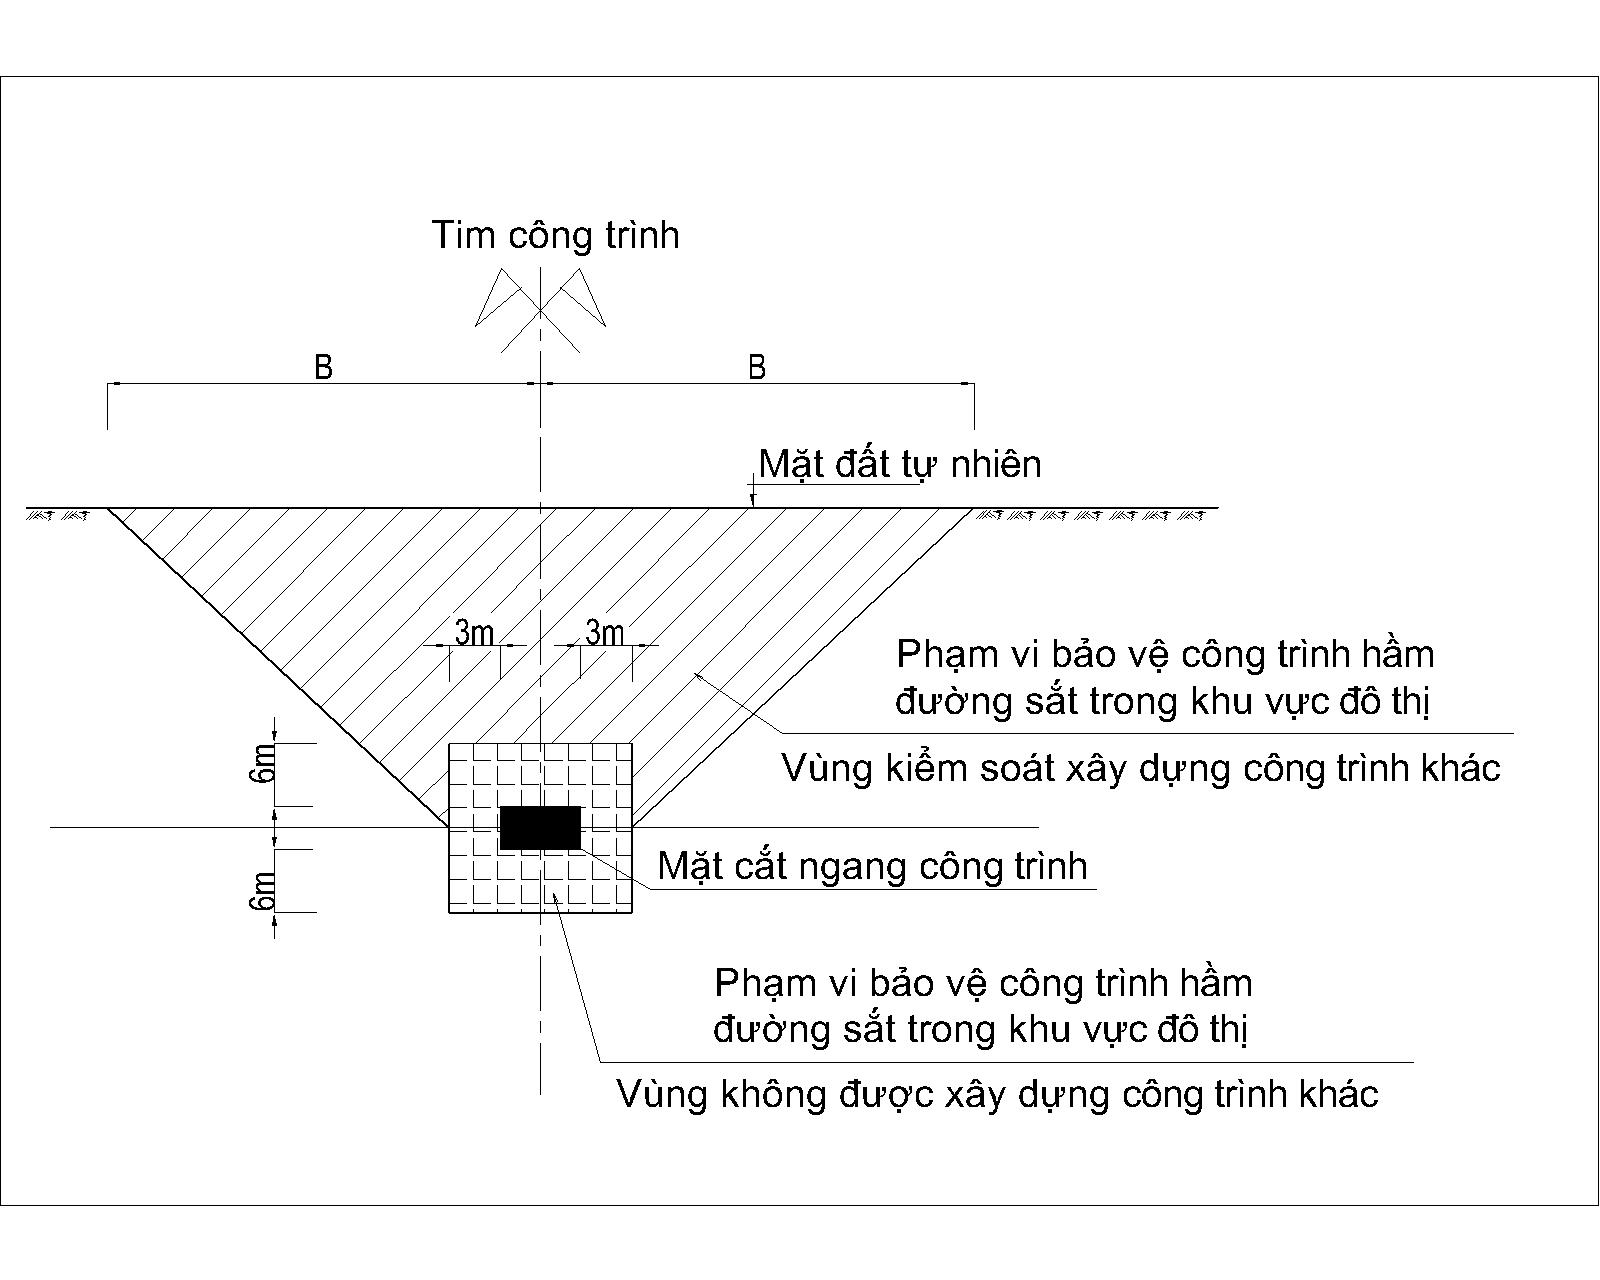 Tim công trình
B
B
Mặt đất tự nhiên
3m
3m
Phạm vi bảo vệ công trình hầm
đường sắt trong khu vực đô thị
Vùng kiểm soát xây dựng công trình khác
6m
6m
Mặt cắt ngang công trình
Phạm vi bảo vệ công trình hầm
đường sắt trong khu vực đô thị
Vùng không được xây dựng công trình khác